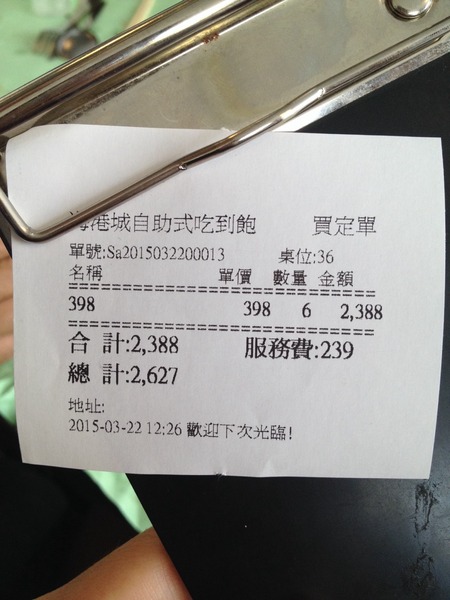 港城自助式吃到飽 買定單
單號:Sa2015032200013 桌位:36
名稱 單價 數量 金額
398 398 6 2,388
合 計:2,388 服務費:239
總 計:2,627
地址:
2015-03-22 12:26 歡迎下次光臨!